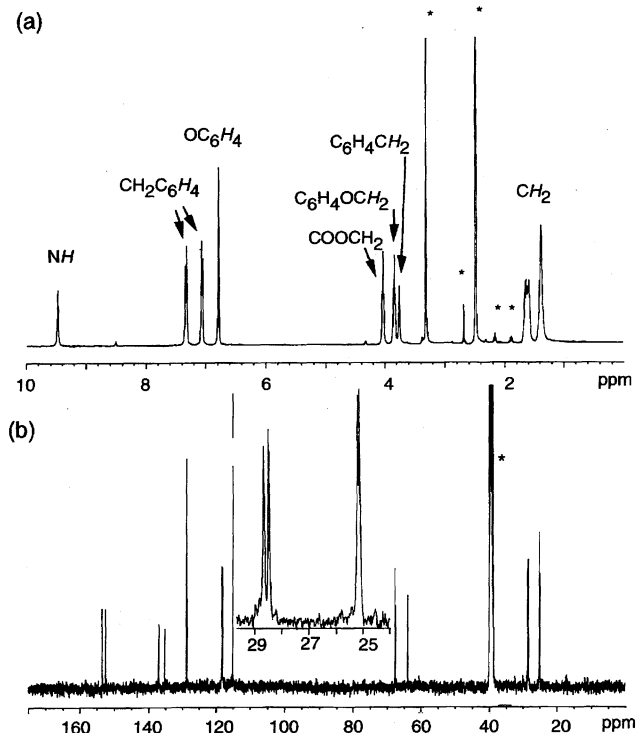 (a)
* *
OC6H4
C6H4CH2
CH2C6H4
C6H4OCH2
CH2
COOCH2
NH
* * *
10 8 6 4 2 ppm
(b)
*
29 27 25
160 140 120 100 80 60 40 20 ppm